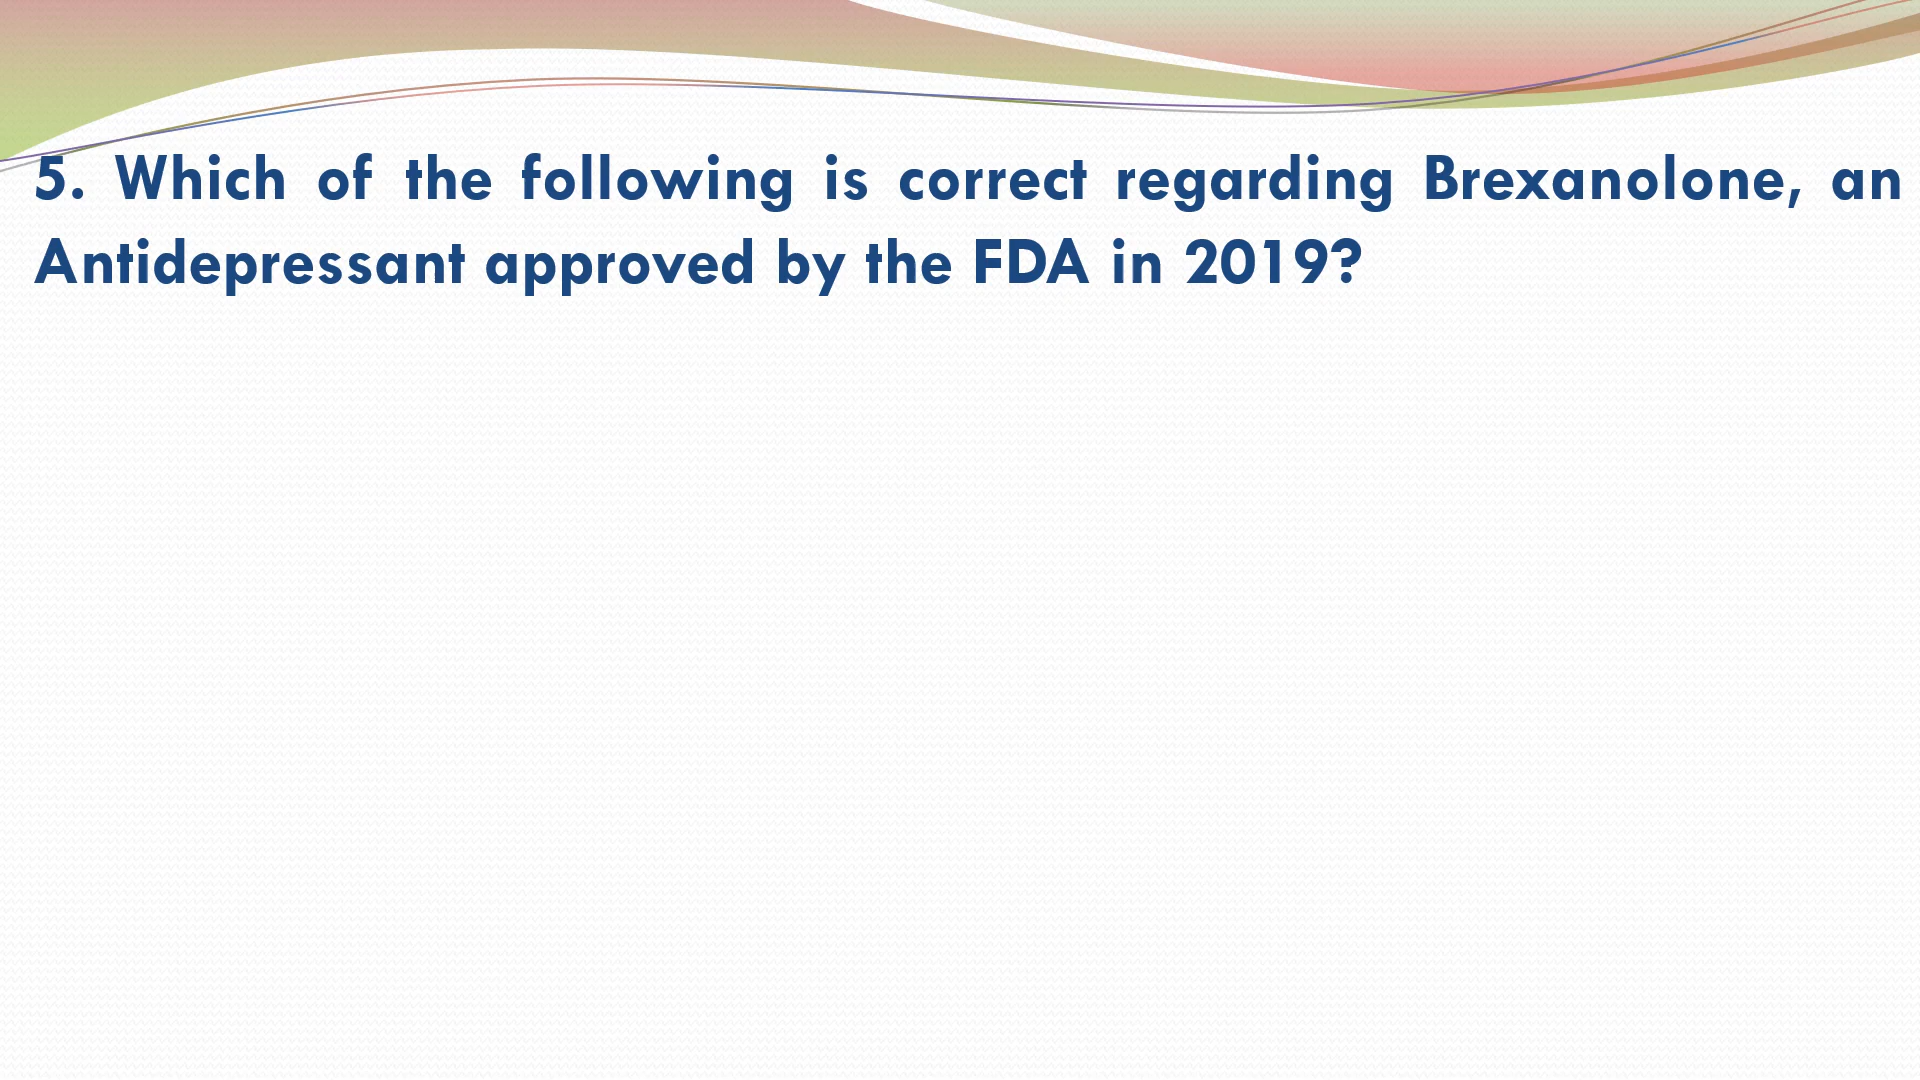 5. Which of the following is correct regarding Brexanolone, an
Antidepressant approved by the FDA in 2019?